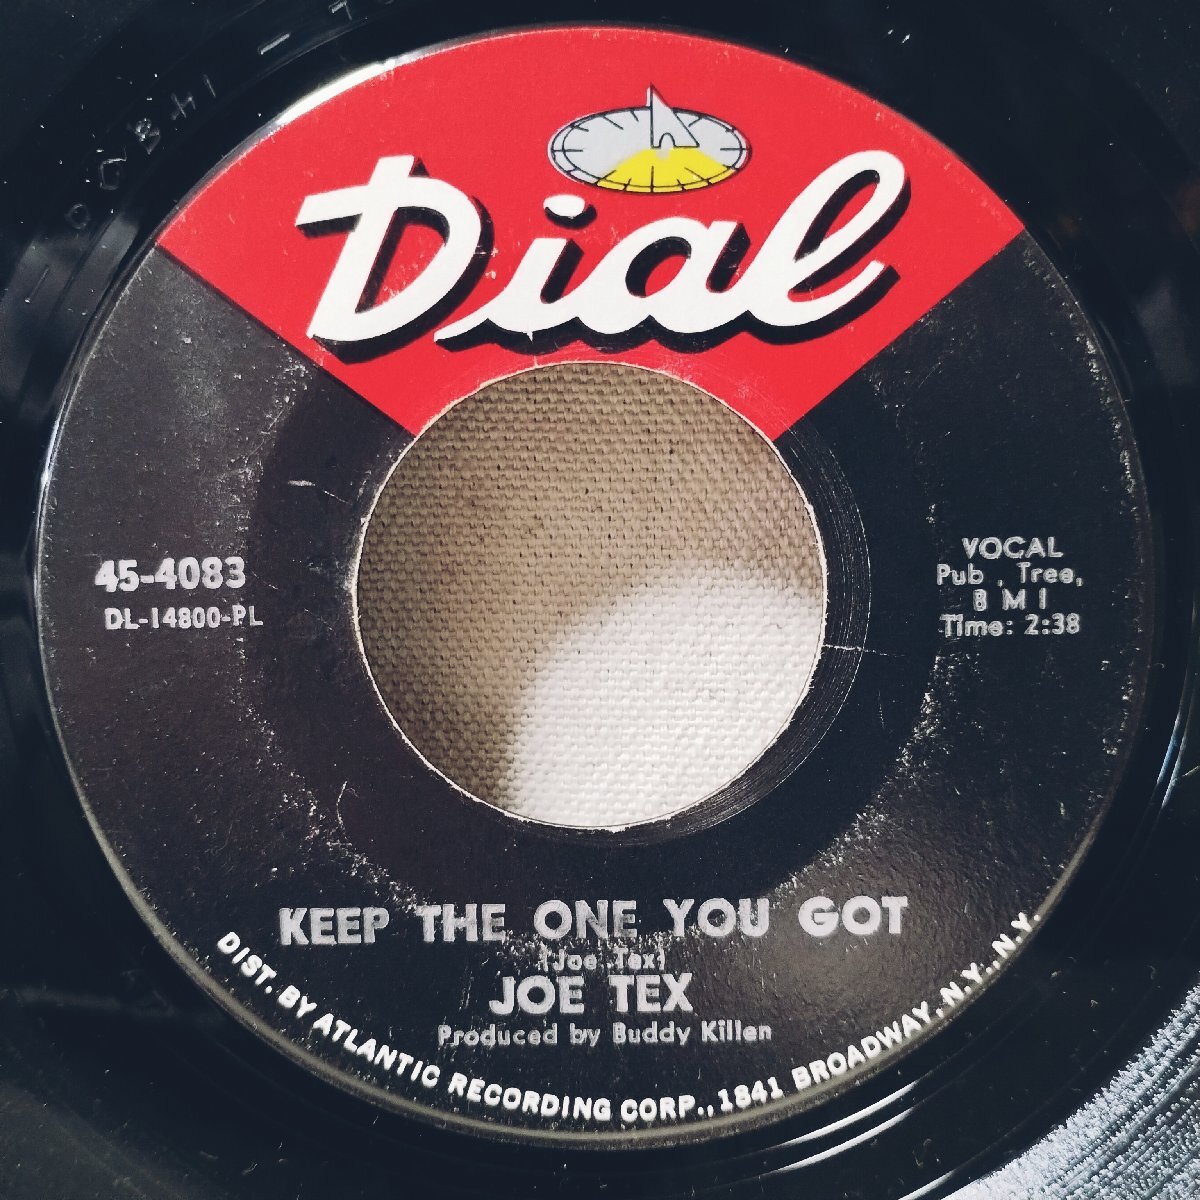 Dial
45-4083
DL-14800-PL
VOCAL
Pub., Tree,
B M I
Time: 2:38
KEEP THE ONE YOU GOT
(Joe Tex)
JOE TEX
Produced by Buddy Killen
DIST. BY ATLANTIC RECORDING CORP., 1841 BROADWAY, N.Y., N.Y.